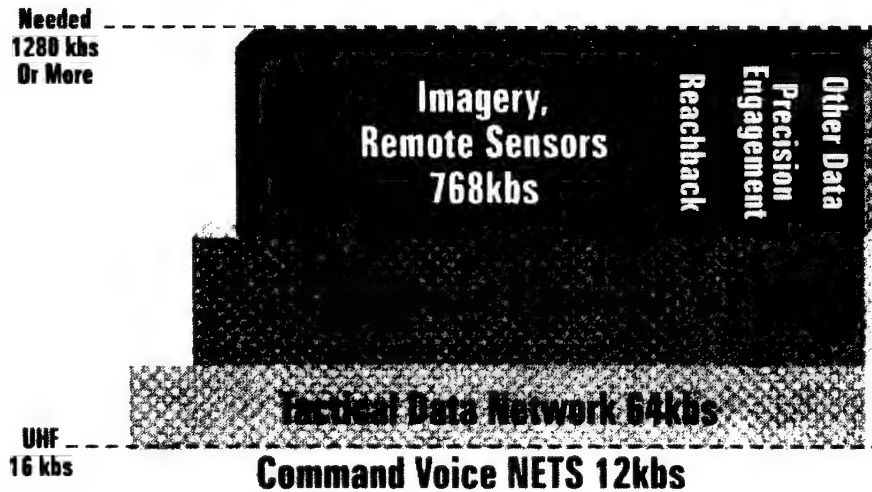 Needed
1280 kbs
Or More
Imagery,
Remote Sensors
768kbs
Reachback
Precision
Engagement
Other Data
Tactical Data Network 64kbs
UHF
16 kbs
Command Voice NETS 12kbs